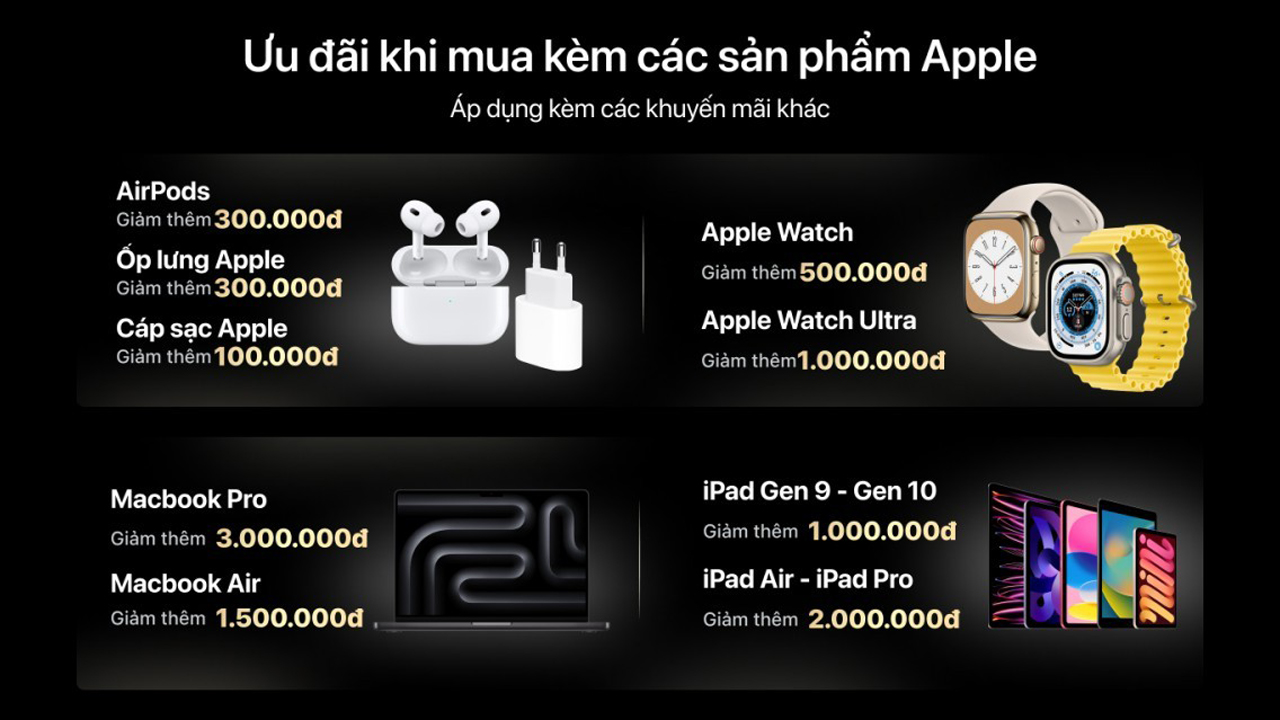 Ưu đãi khi mua kèm các sản phẩm Apple
Áp dụng kèm các khuyến mãi khác
AirPods
Giảm thêm 300.000đ
Ốp lưng Apple
Giảm thêm 300.000đ
Cáp sạc Apple
Giảm thêm 100.000đ
Apple Watch
Giảm thêm 500.000đ
Apple Watch Ultra
Giảm thêm 1.000.000đ
Macbook Pro
Giảm thêm 3.000.000đ
Macbook Air
Giảm thêm 1.500.000đ
iPad Gen 9 - Gen 10
Giảm thêm 1.000.000đ
iPad Air - iPad Pro
Giảm thêm 2.000.000đ